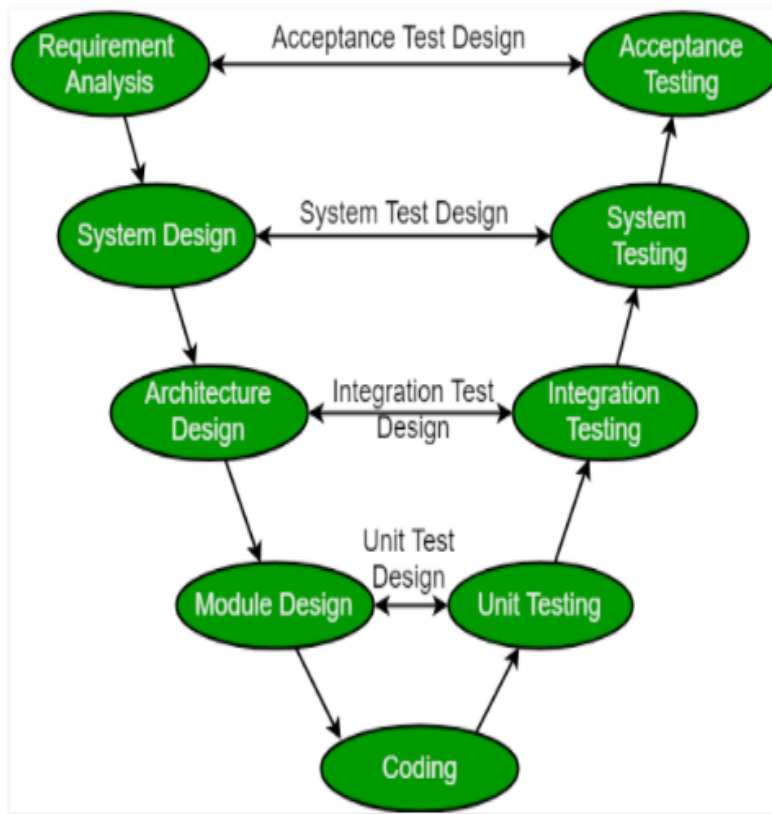 Requirement
Analysis
Acceptance Test Design
Acceptance
Testing
System Design
System Test Design
System
Testing
Architecture
Design
Integration Test
Design
Integration
Testing
Module Design
Unit Test
Design
Unit Testing
Coding